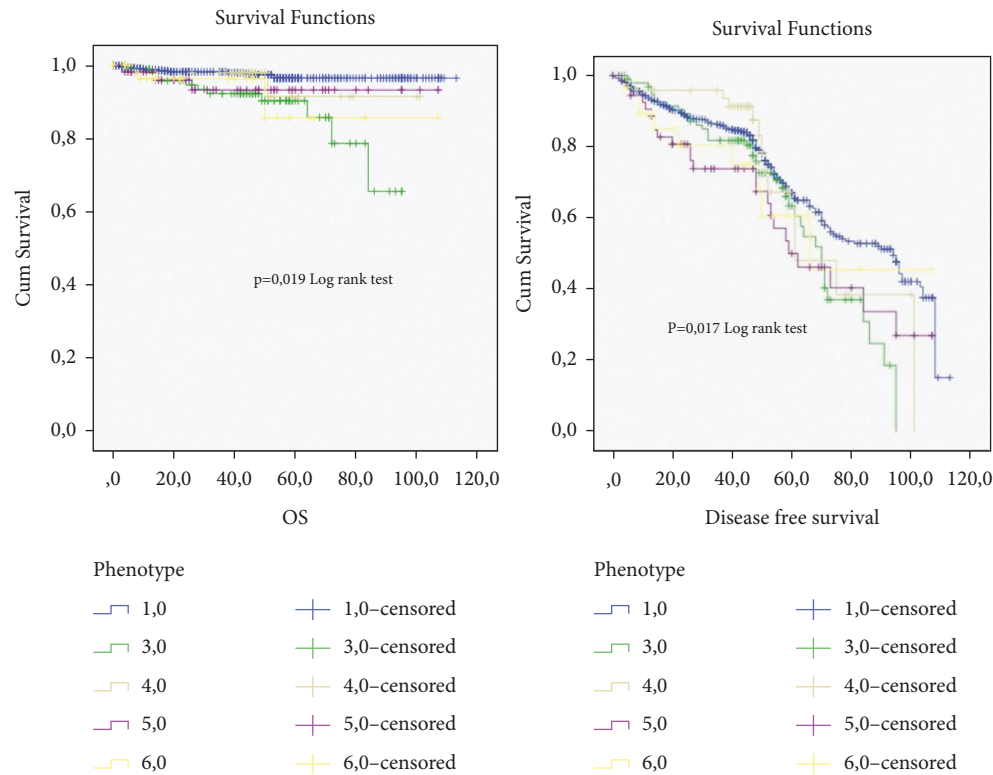 Survival Functions
1,0
0,8
0,6
0,4
0,2
0,0
Cum Survival
p=0,019 Log rank test
,0
20,0
40,0
60,0
80,0
100,0
120,0
OS
Phenotype
1,0
1,0–censored
3,0
3,0–censored
4,0
4,0–censored
5,0
5,0–censored
6,0
6,0–censored
Survival Functions
1,0
0,8
0,6
0,4
0,2
0,0
Cum Survival
P=0,017 Log rank test
,0
20,0
40,0
60,0
80,0
100,0
120,0
Disease free survival
Phenotype
1,0
1,0–censored
3,0
3,0–censored
4,0
4,0–censored
5,0
5,0–censored
6,0
6,0–censored